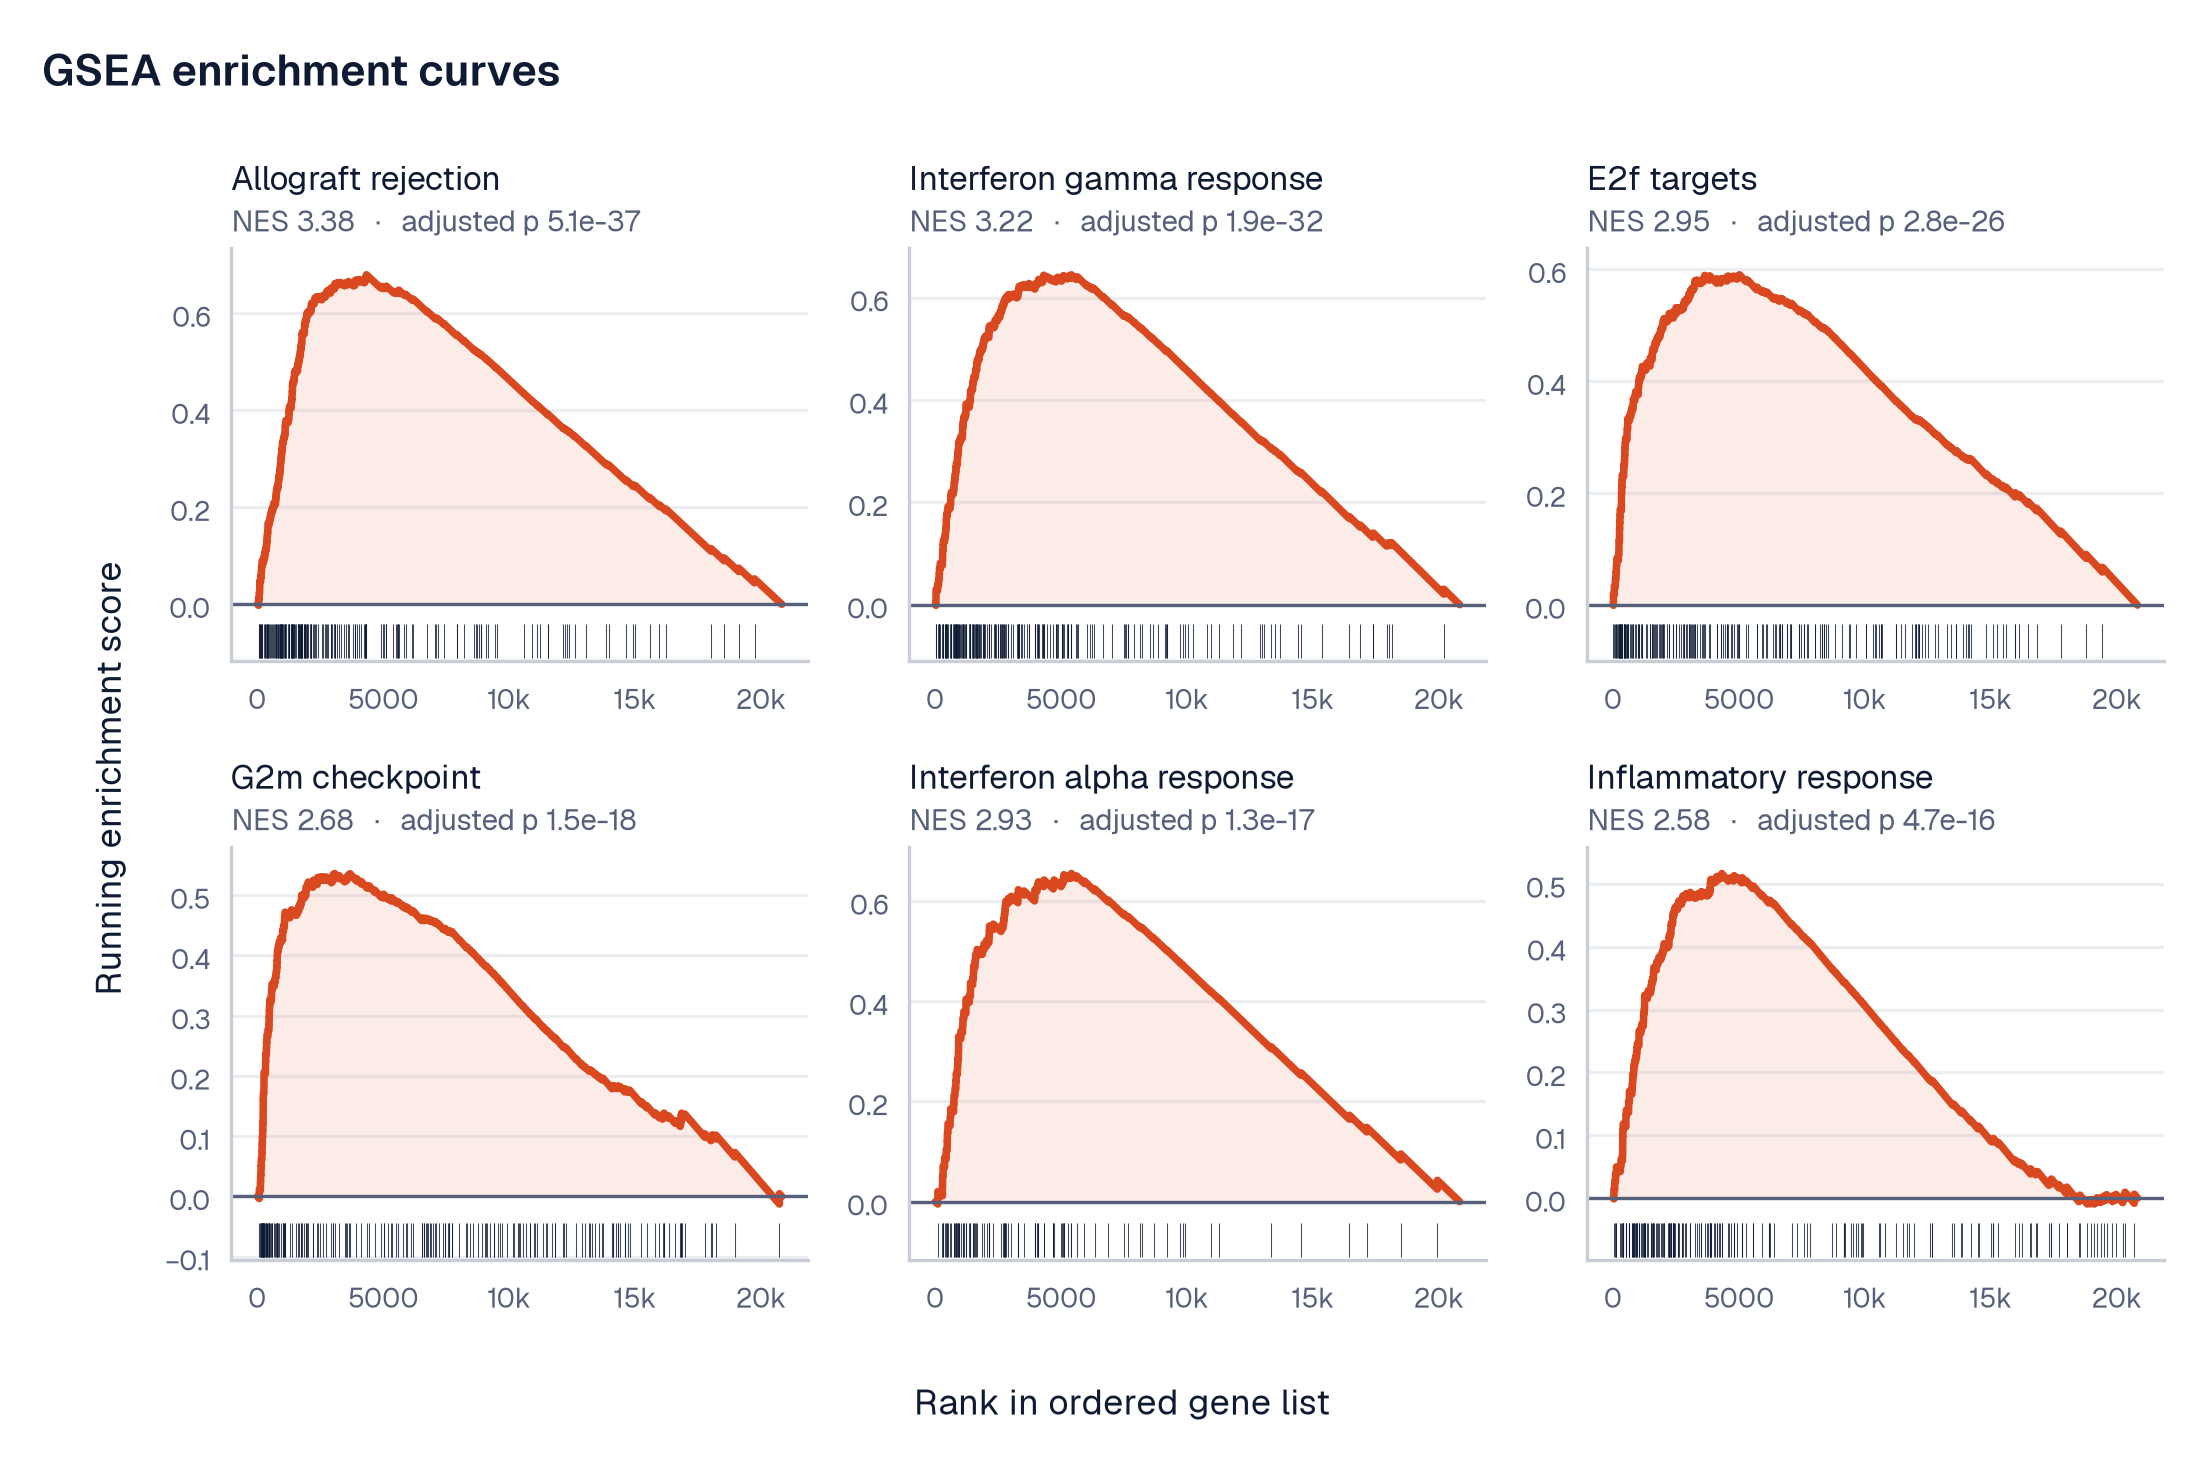 GSEA enrichment curves
Running enrichment score
Allograft rejection
NES 3.38 · adjusted p 5.1e-37
0.6
0.4
0.2
0.0
0 5000 10k 15k 20k
Interferon gamma response
NES 3.22 · adjusted p 1.9e-32
0.6
0.4
0.2
0.0
0 5000 10k 15k 20k
E2f targets
NES 2.95 · adjusted p 2.8e-26
0.6
0.4
0.2
0.0
0 5000 10k 15k 20k
G2m checkpoint
NES 2.68 · adjusted p 1.5e-18
0.5
0.4
0.3
0.2
0.1
0.0
−0.1
0 5000 10k 15k 20k
Interferon alpha response
NES 2.93 · adjusted p 1.3e-17
0.6
0.4
0.2
0.0
0 5000 10k 15k 20k
Inflammatory response
NES 2.58 · adjusted p 4.7e-16
0.5
0.4
0.3
0.2
0.1
0.0
0 5000 10k 15k 20k
Rank in ordered gene list